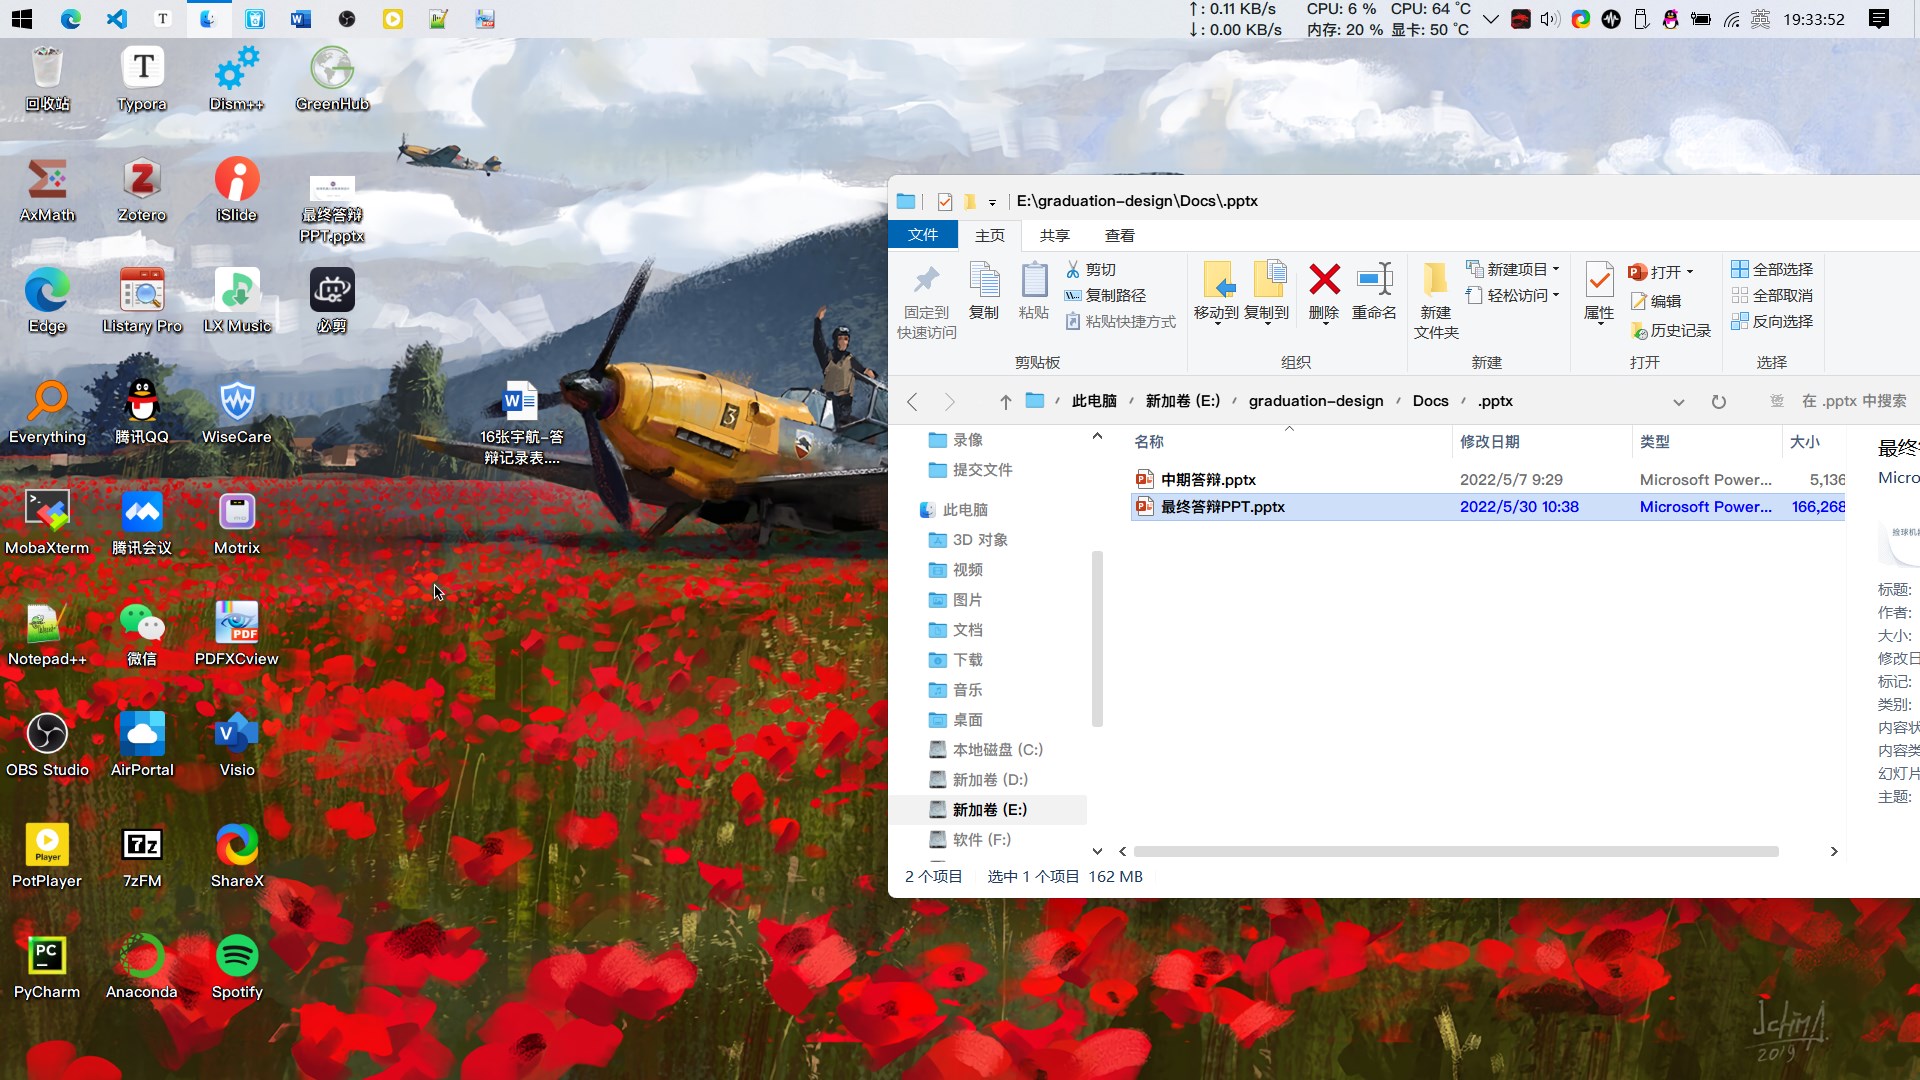 ↑: 0.11 KB/s CPU: 6 % CPU: 64 °C
↓: 0.00 KB/s 内存: 20 % 显卡: 50 °C
英 19:33:52
回收站
Typora
Dism++
GreenHub
AxMath
Zotero
iSlide
最终答辩
PPT.pptx
Edge
Listary Pro
LX Music
必剪
Everything
腾讯QQ
WiseCare
16张宇航-答
辩记录表....
MobaXterm
腾讯会议
Motrix
Notepad++
微信
PDFXCview
OBS Studio
AirPortal
Visio
PotPlayer
7zFM
ShareX
PyCharm
Anaconda
Spotify
E:\graduation-design\Docs\.pptx
文件 主页 共享 查看
固定到
快速访问
复制
粘贴
剪切
复制路径
粘贴快捷方式
剪贴板
移动到
复制到
删除
重命名
组织
新建
文件夹
新建项目
轻松访问
新建
属性
打开
编辑
历史记录
打开
全部选择
全部取消
反向选择
选择
此电脑 / 新加卷 (E:) / graduation-design / Docs / .pptx
在 .pptx 中搜索
录像
提交文件
此电脑
3D 对象
视频
图片
文档
下载
音乐
桌面
本地磁盘 (C:)
新加卷 (D:)
新加卷 (E:)
软件 (F:)
名称 修改日期 类型 大小
中期答辩.pptx 2022/5/7 9:29 Microsoft Power... 5,136
最终答辩PPT.pptx 2022/5/30 10:38 Microsoft Power... 166,268
最终
Micro
标题:
作者:
大小:
修改日
标记:
类别:
内容状
内容类
幻灯片
主题:
2 个项目 选中 1 个项目 162 MB
2019